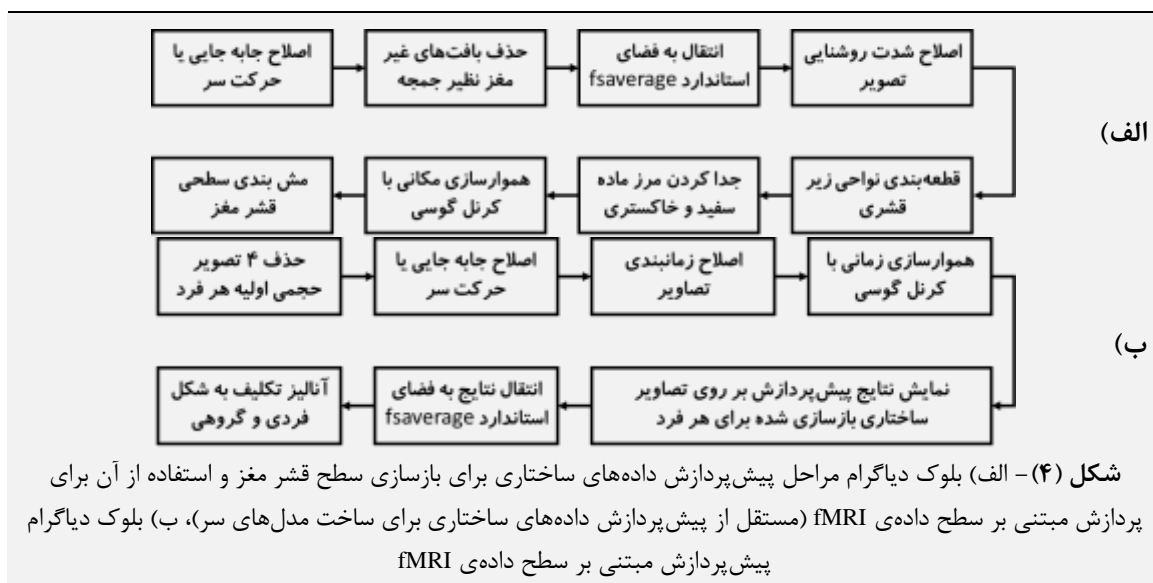 اصلاح جابه جایی یا
حرکت سر
حذف بافت‌های غیر
مغز نظیر جمجه
انتقال به فضای
استاندارد fsaverage
اصلاح شدت روشنایی
تصویر
الف)
قطعه‌بندی نواحی زیر
قشری
جدا کردن مرز ماده
سفید و خاکستری
هموارسازی مکانی با
کرنل گوسی
مش بندی سطحی
قشر مغز
حذف ۴ تصویر
حجمی اولیه هر فرد
اصلاح جابه جایی یا
حرکت سر
اصلاح زمانبندی
تصاویر
هموارسازی زمانی با
کرنل گوسی
ب)
نمایش نتایج پیش‌پردازش بر روی تصاویر
ساختاری بازسازی شده برای هر فرد
انتقال نتایج به فضای
استاندارد fsaverage
آنالیز تکلیف به شکل
فردی و گروهی
شکل (۴)- الف) بلوک دیاگرام مراحل پیش‌پردازش داده‌های ساختاری برای بازسازی سطح قشر مغز و استفاده از آن برای
پردازش مبتنی بر سطح داده‌ی fMRI (مستقل از پیش‌پردازش داده‌های ساختاری برای ساخت مدل‌های سر)، ب) بلوک دیاگرام
پیش‌پردازش مبتنی بر سطح داده‌ی fMRI